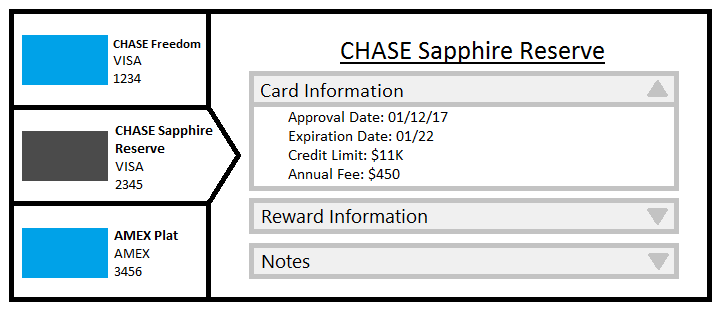 CHASE Freedom
VISA
1234
CHASE Sapphire
Reserve
VISA
2345
AMEX Plat
AMEX
3456
CHASE Sapphire Reserve
Card Information
Approval Date: 01/12/17
Expiration Date: 01/22
Credit Limit: $11K
Annual Fee: $450
Reward Information
Notes